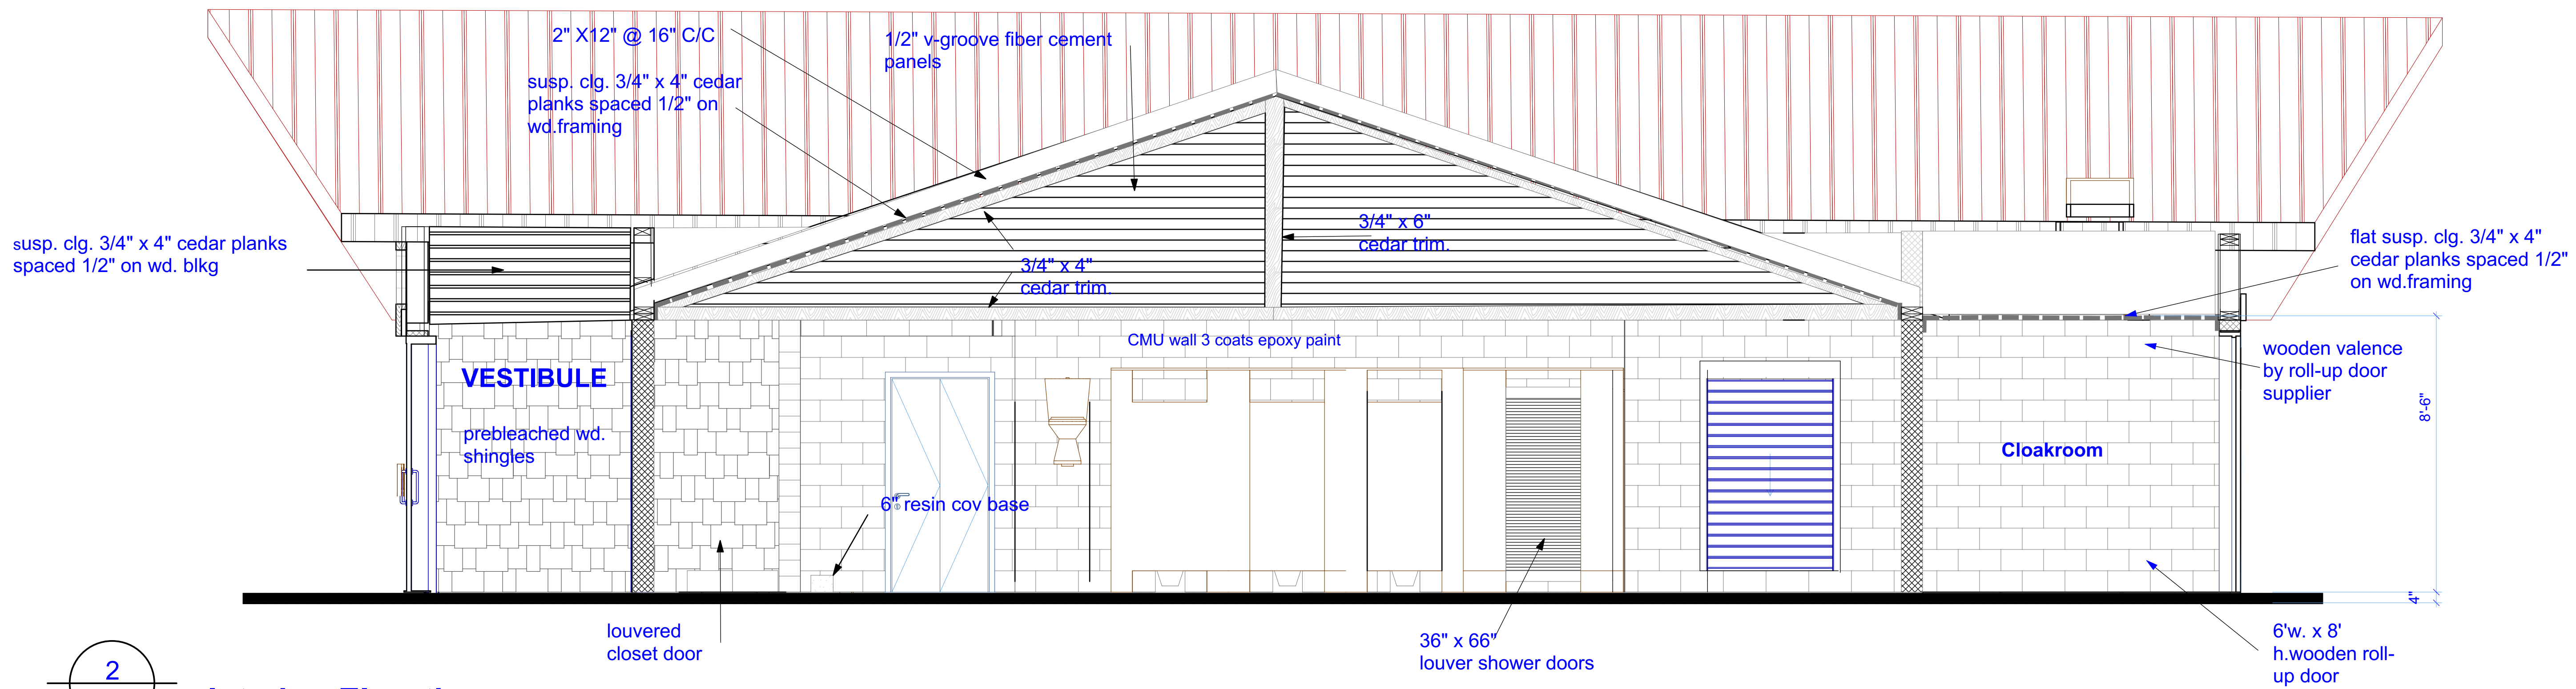 2" X12" @ 16" C/C
1/2" v-groove fiber cement
panels
susp. clg. 3/4" x 4" cedar
planks spaced 1/2" on
wd.framing
susp. clg. 3/4" x 4" cedar planks
spaced 1/2" on wd. blkg
3/4" x 6"
cedar trim.
3/4" x 4"
cedar trim.
flat susp. clg. 3/4" x 4"
cedar planks spaced 1/2"
on wd.framing
CMU wall 3 coats epoxy paint
VESTIBULE
prebleached wd.
shingles
wooden valence
by roll-up door
supplier
8'-6"
Cloakroom
6" resin cov base
4"
louvered
closet door
36" x 66"
louver shower doors
6'w. x 8'
h.wooden roll-
up door
2